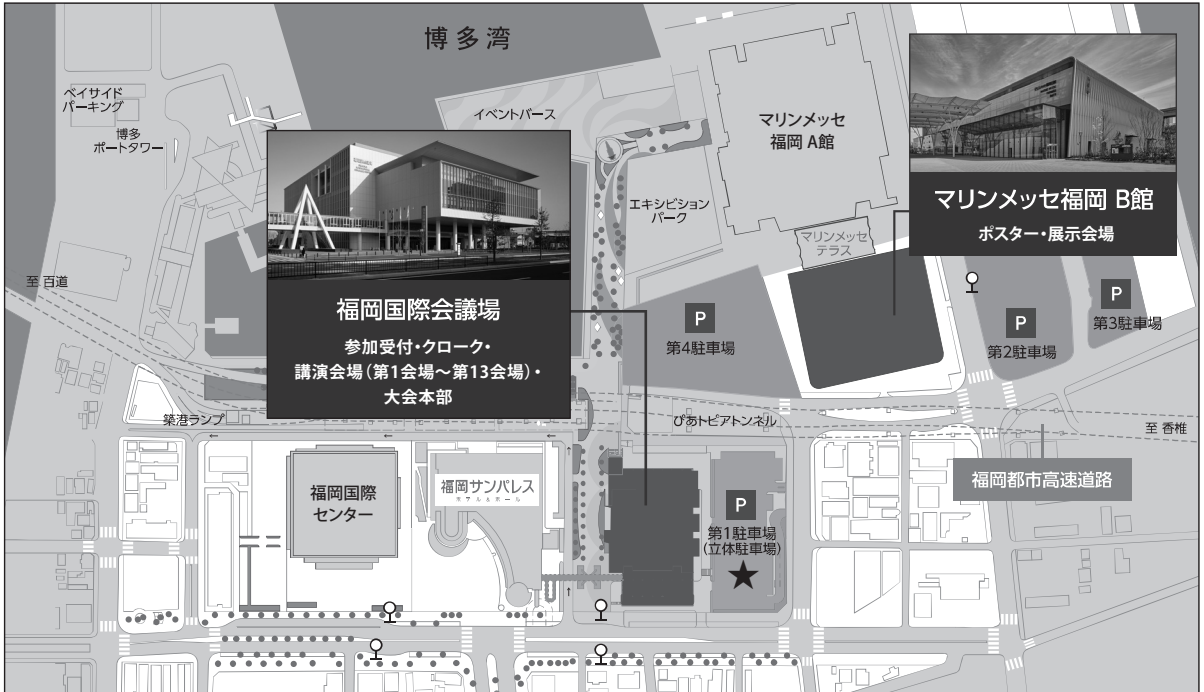 博多湾
ベイサイド
パーキング
博多
ポートタワー
イベントバース
マリンメッセ
福岡 A館
エキシビション
パーク
マリンメッセ
テラス
マリンメッセ福岡 B館
ポスター・展示会場
至 百道
福岡国際会議場
参加受付・クローク・
講演会場（第1会場～第13会場）・
大会本部
P
第4駐車場
P
第2駐車場
P
第3駐車場
築港ランプ
ぴあトピアトンネル
至 香椎
福岡都市高速道路
福岡国際
センター
福岡サンパレス
ホテル&ホール
P
第1駐車場
（立体駐車場）